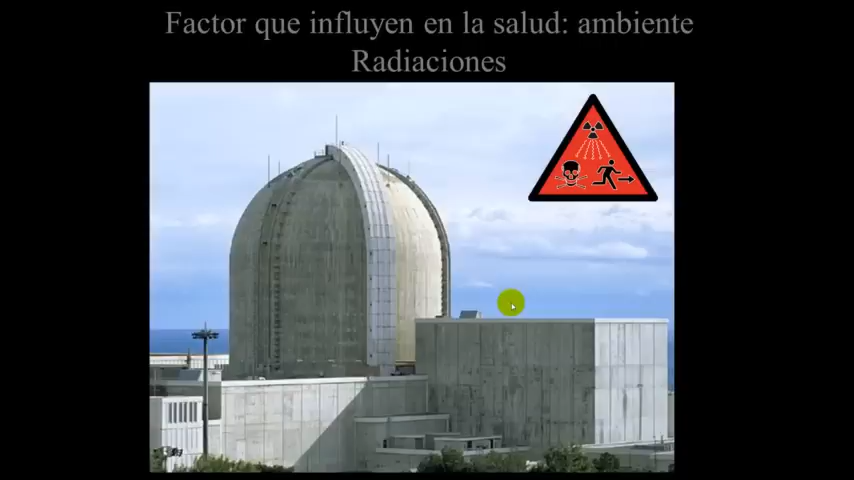 Factor que influyen en la salud: ambiente
Radiaciones